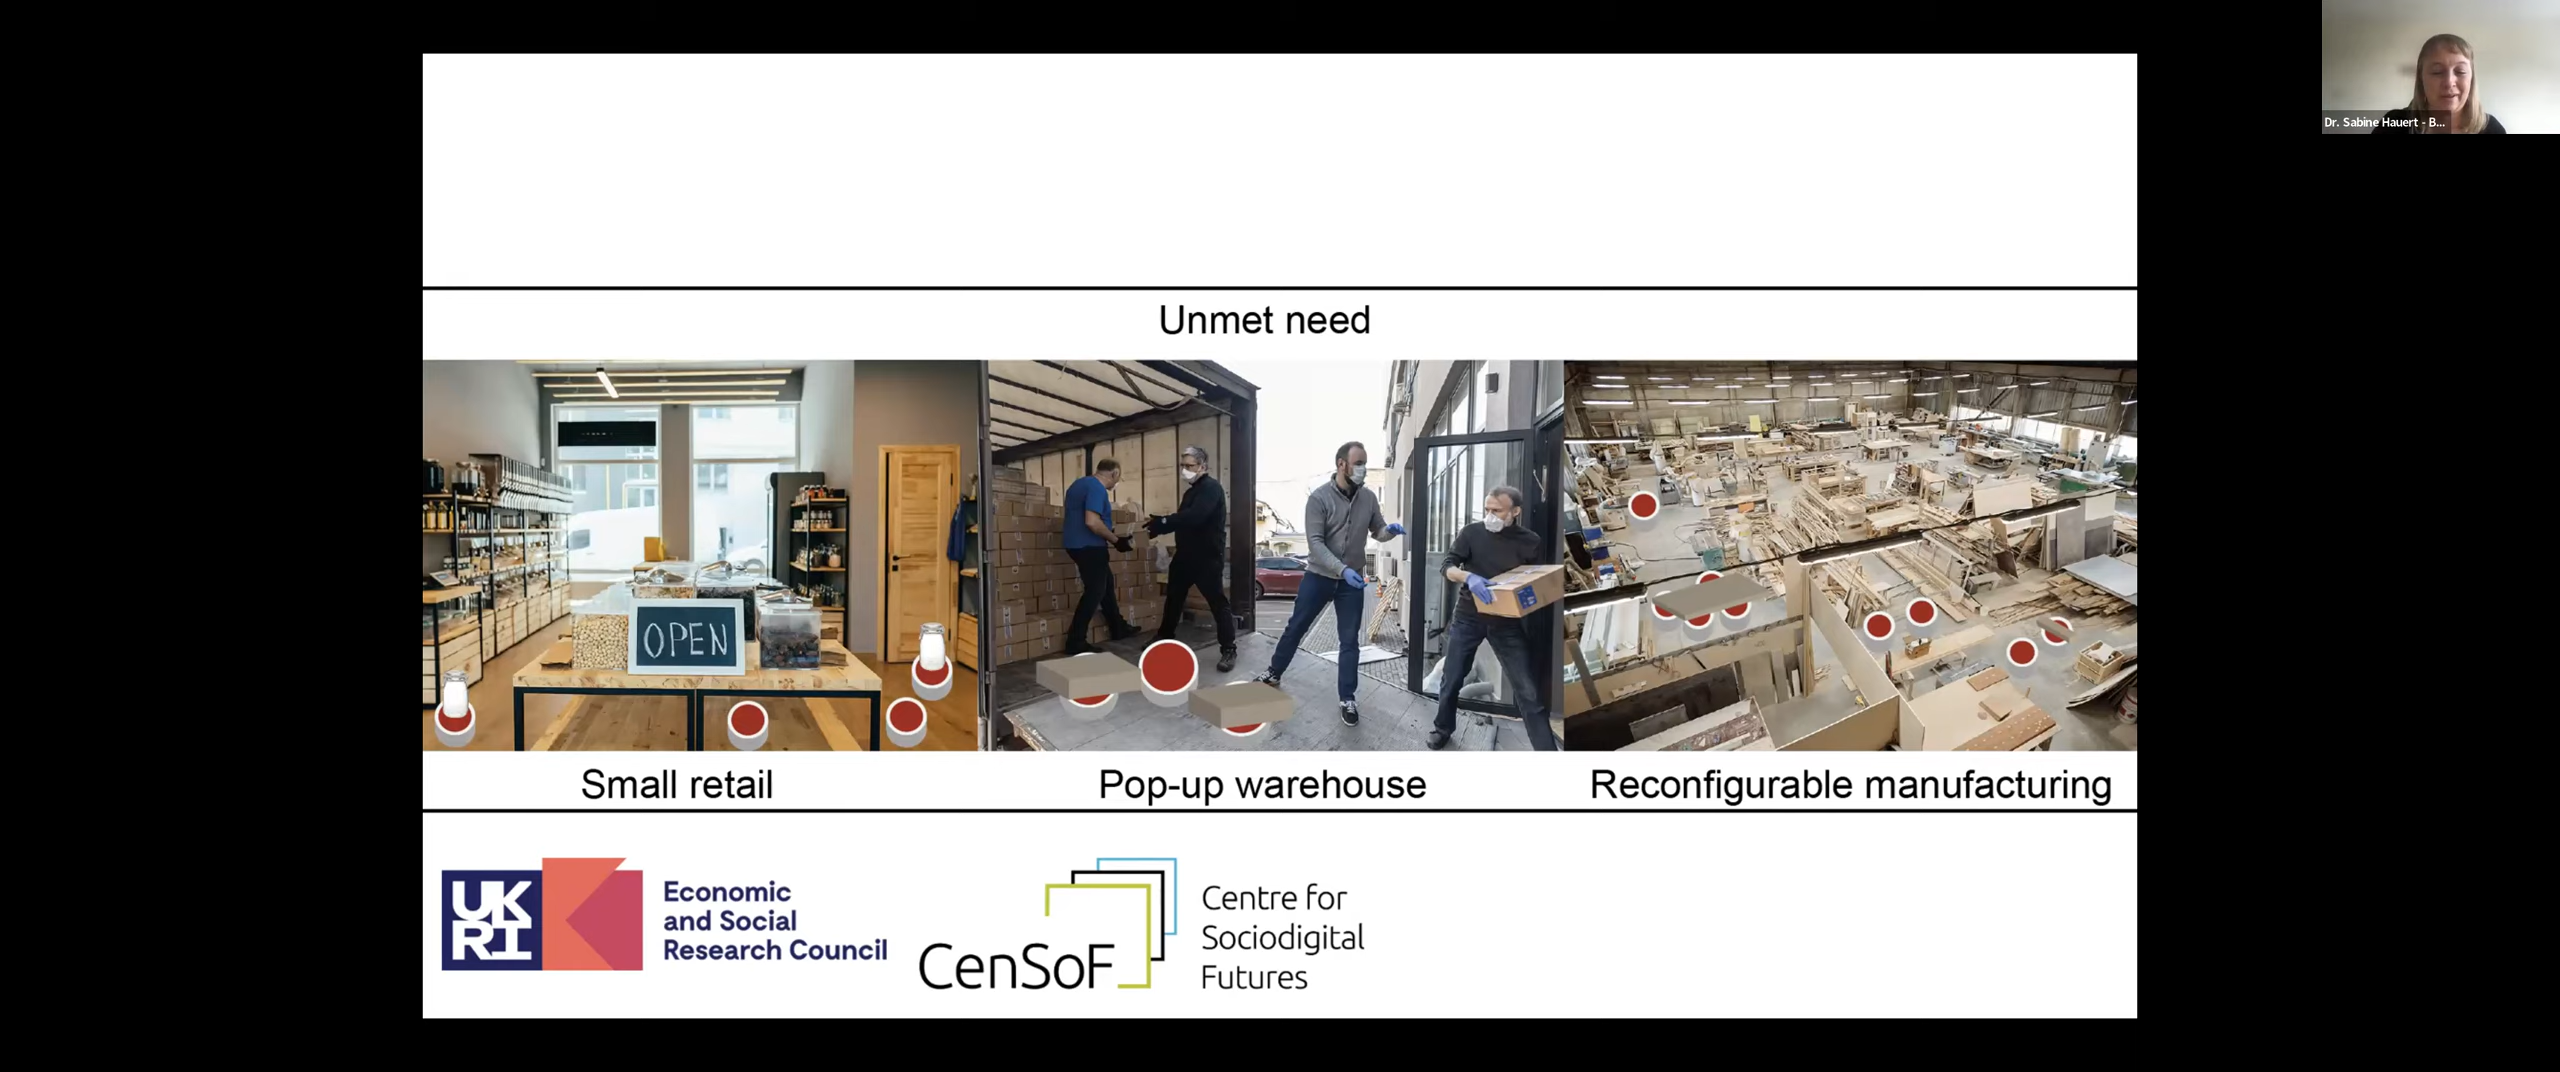 Dr. Sabine Hauert - B...
Unmet need
OPEN
Small retail
Pop-up warehouse
Reconfigurable manufacturing
UK
RI
Economic
and Social
Research Council
CenSoF
Centre for
Sociodigital
Futures